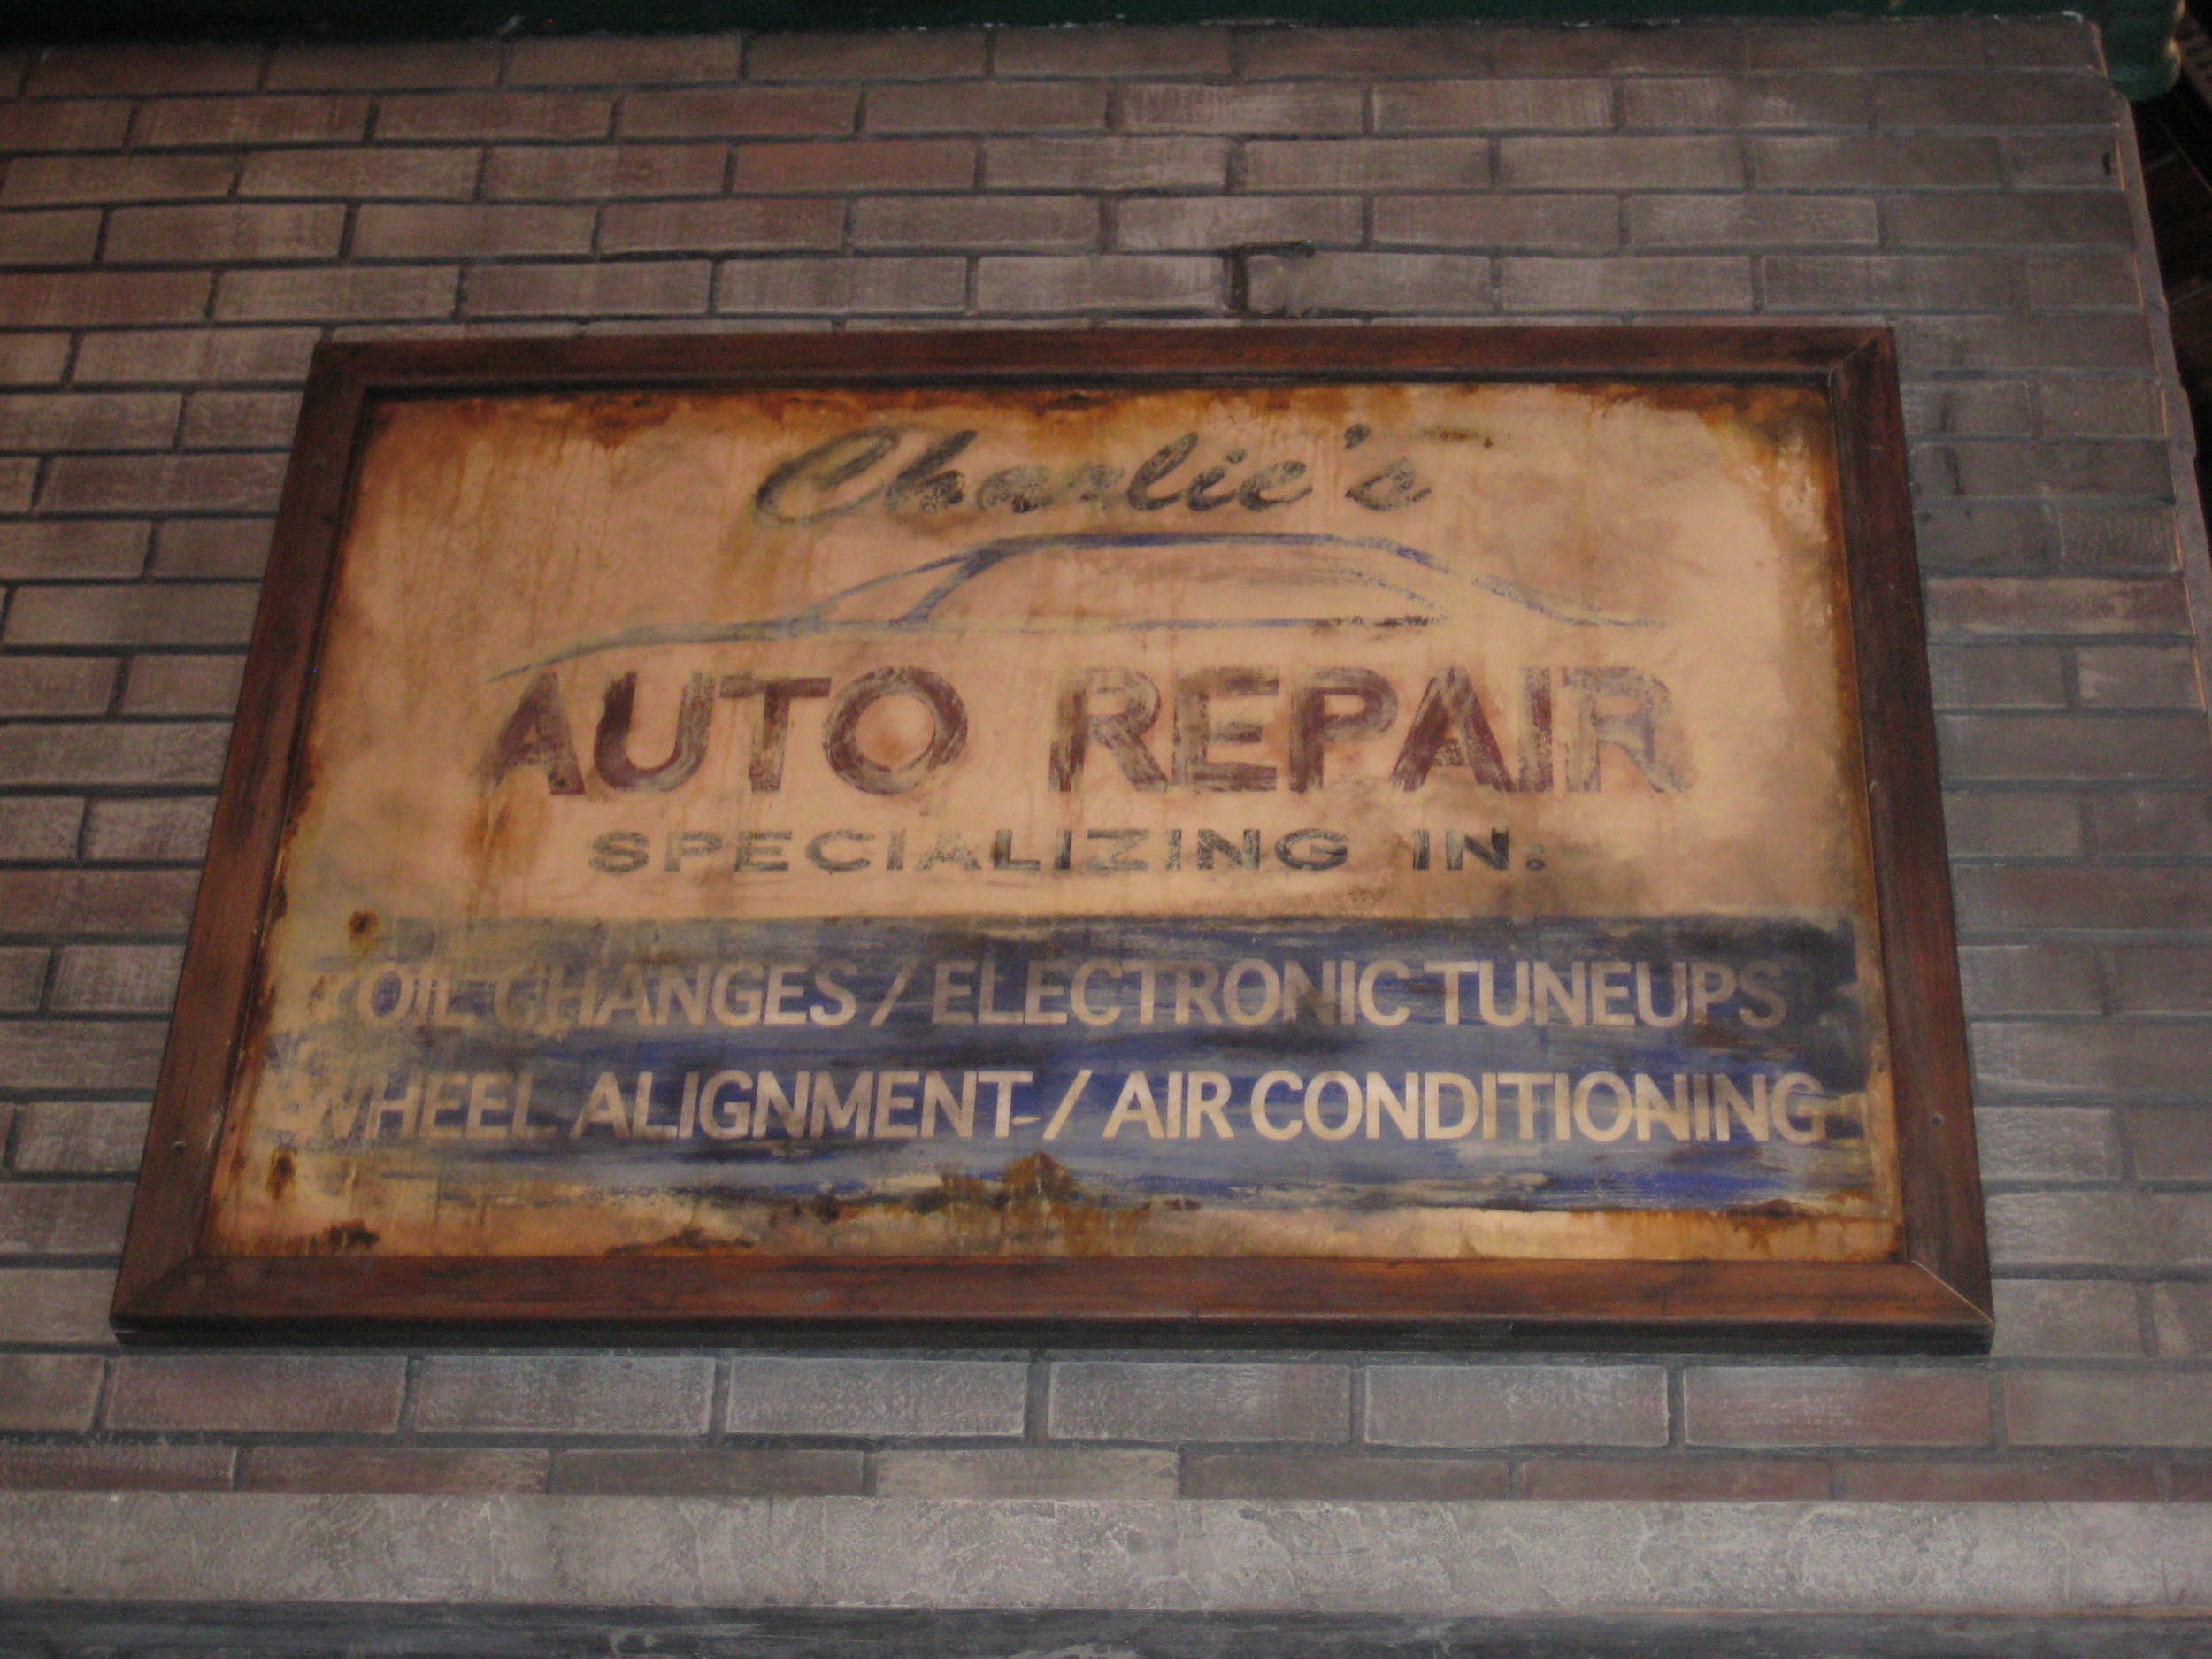 Charlie's
AUTO REPAIR
SPECIALIZING IN:
OIL CHANGES / ELECTRONIC TUNEUPS
WHEEL ALIGNMENT / AIR CONDITIONING